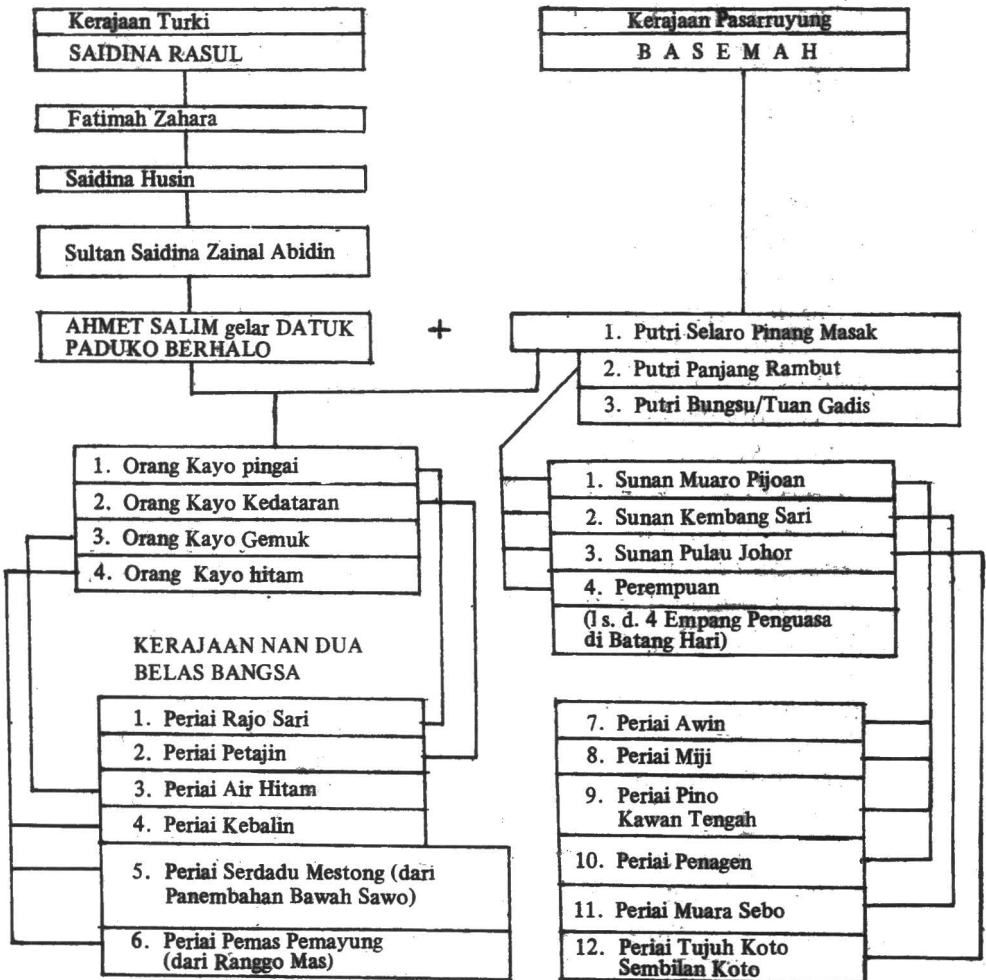 Kerajaan Turki
SAIDINA RASUL
Fatimah Zahara
Saidina Husin
Sultan Saidina Zainal Abidin
AHMET SALIM gelar DATUK
PADUKO BERHALO
+
Kerajaan Pasarruyung
B A S E M A H
1. Putri Selaro Pinang Masak
2. Putri Panjang Rambut
3. Putri Bungsu/Tuan Gadis
1. Orang Kayo pingai
2. Orang Kayo Kedataran
3. Orang Kayo Gemuk
4. Orang Kayo hitam
1. Sunan Muaro Pijoan
2. Sunan Kembang Sari
3. Sunan Pulau Johor
4. Perempuan
(1 s. d. 4 Empang Penguasa
di Batang Hari)
KERAJAAN NAN DUA
BELAS BANGSA
1. Periai Rajo Sari
2. Periai Petajin
3. Periai Air Hitam
4. Periai Kebalin
5. Periai Serdadu Mestong (dari
Panembahan Bawah Sawo)
6. Periai Pemas Pemayung
(dari Ranggo Mas)
7. Periai Awin
8. Periai Miji
9. Periai Pino
Kawan Tengah
10. Periai Penagen
11. Periai Muara Sebo
12. Periai Tujuh Koto
Sembilan Koto